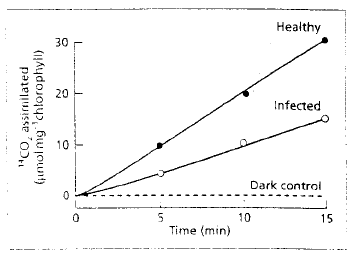 ¹⁴CO₂ assimilated
(μmol mg⁻¹ chlorophyll)
30
20
10
0
Healthy
Infected
Dark control
0
5
10
15
Time (min)